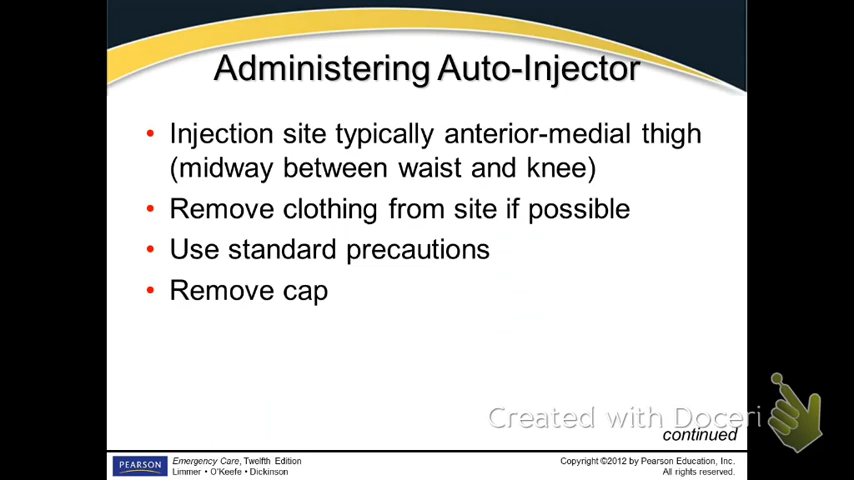 Administering Auto-Injector
• Injection site typically anterior-medial thigh
(midway between waist and knee)
• Remove clothing from site if possible
• Use standard precautions
• Remove cap
Created with Doceri
continued
PEARSON
Emergency Care, Twelfth Edition
Limmer • O'Keefe • Dickinson
Copyright ©2012 by Pearson Education, Inc.
All rights reserved.